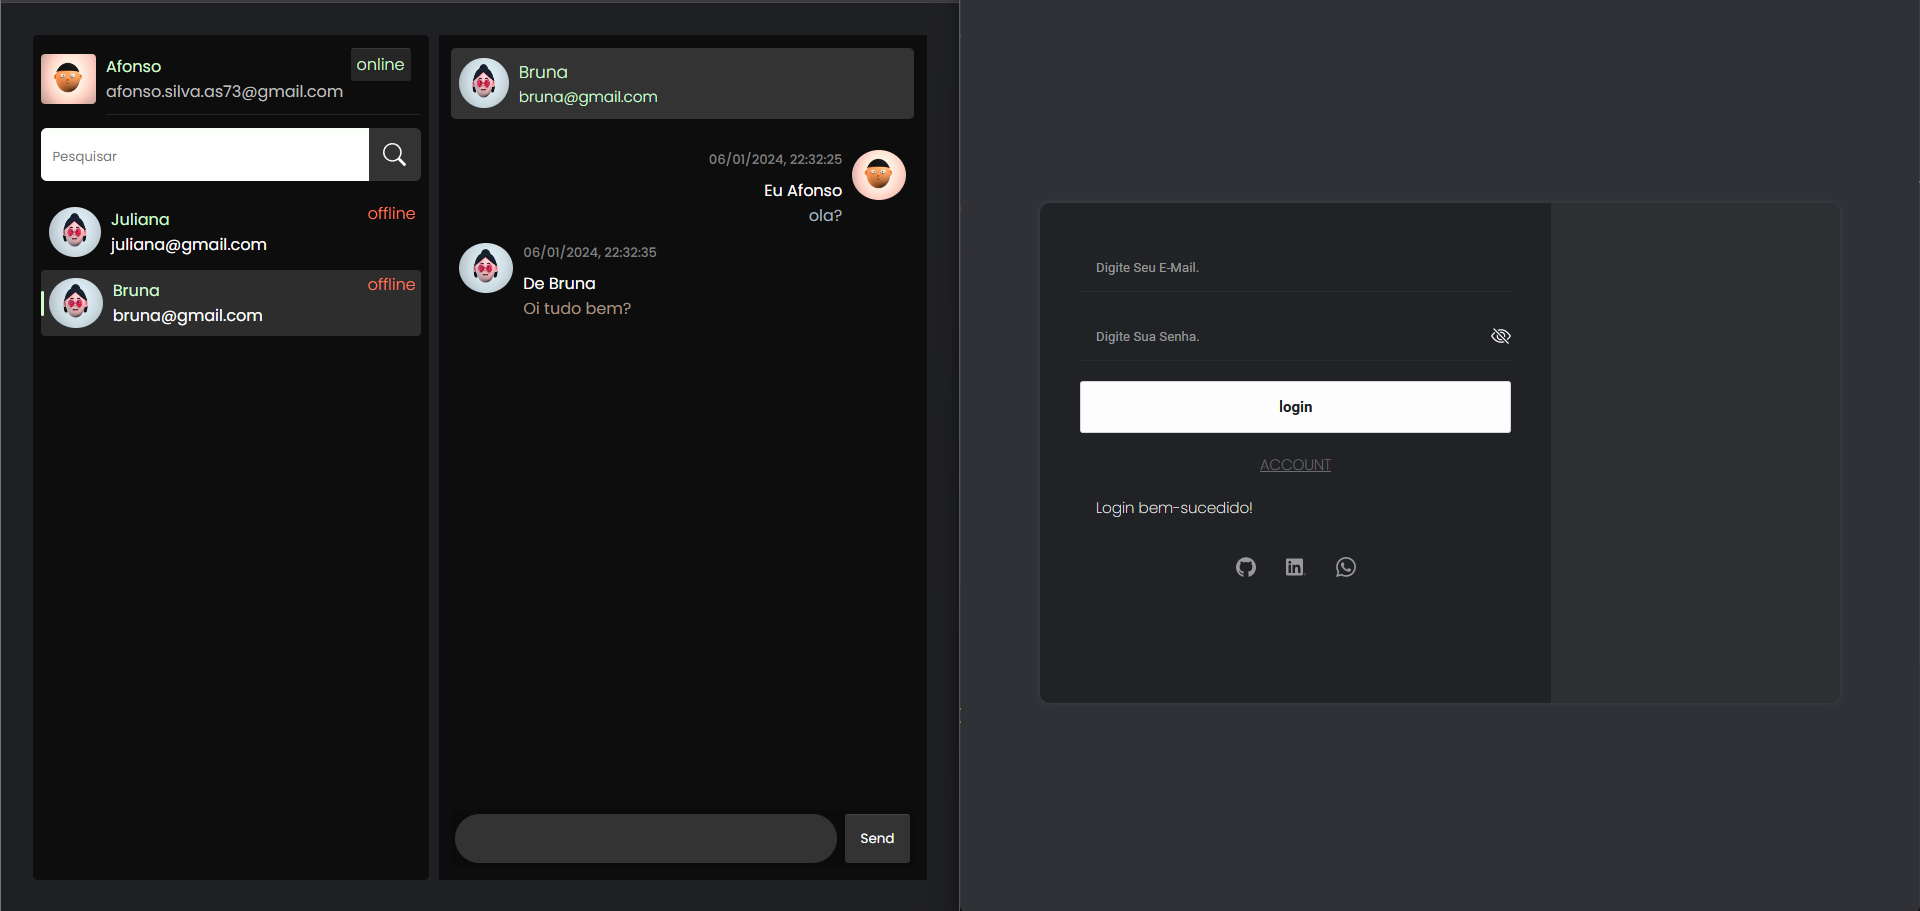 Afonso
online
afonso.silva.as73@gmail.com
Pesquisar
Juliana
offline
juliana@gmail.com
Bruna
offline
bruna@gmail.com
Bruna
bruna@gmail.com
06/01/2024, 22:32:25
Eu Afonso
ola?
06/01/2024, 22:32:35
De Bruna
Oi tudo bem?
Send
Digite Seu E-Mail.
Digite Sua Senha.
login
ACCOUNT
Login bem-sucedido!
in